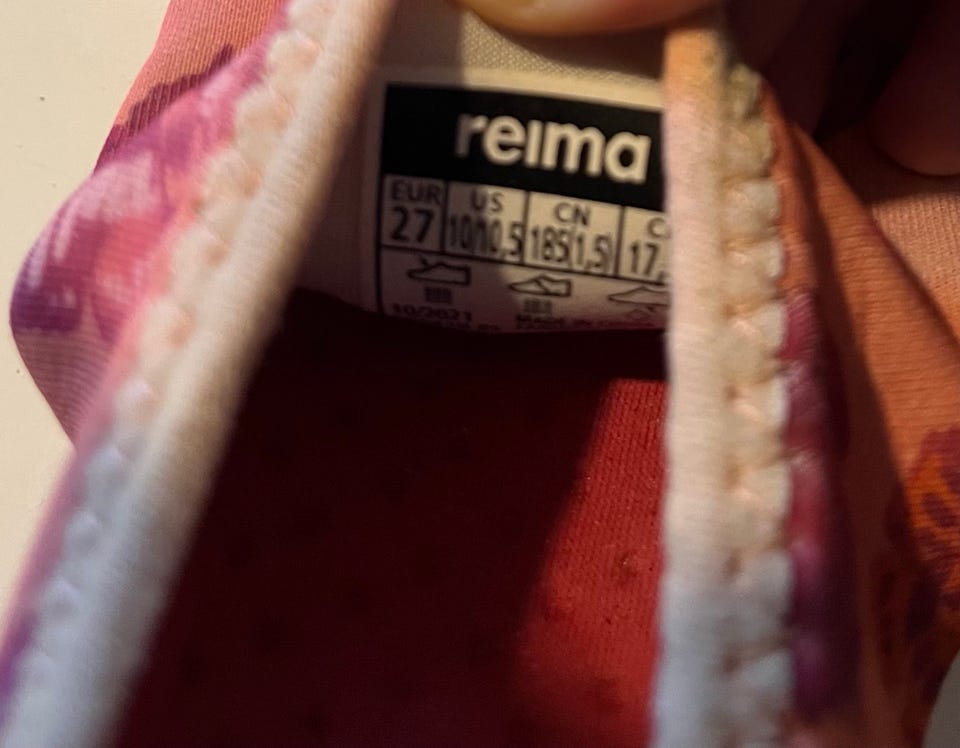 reima
EUR US CN
27 10/10,5 185(1,5) 17,
10/2021